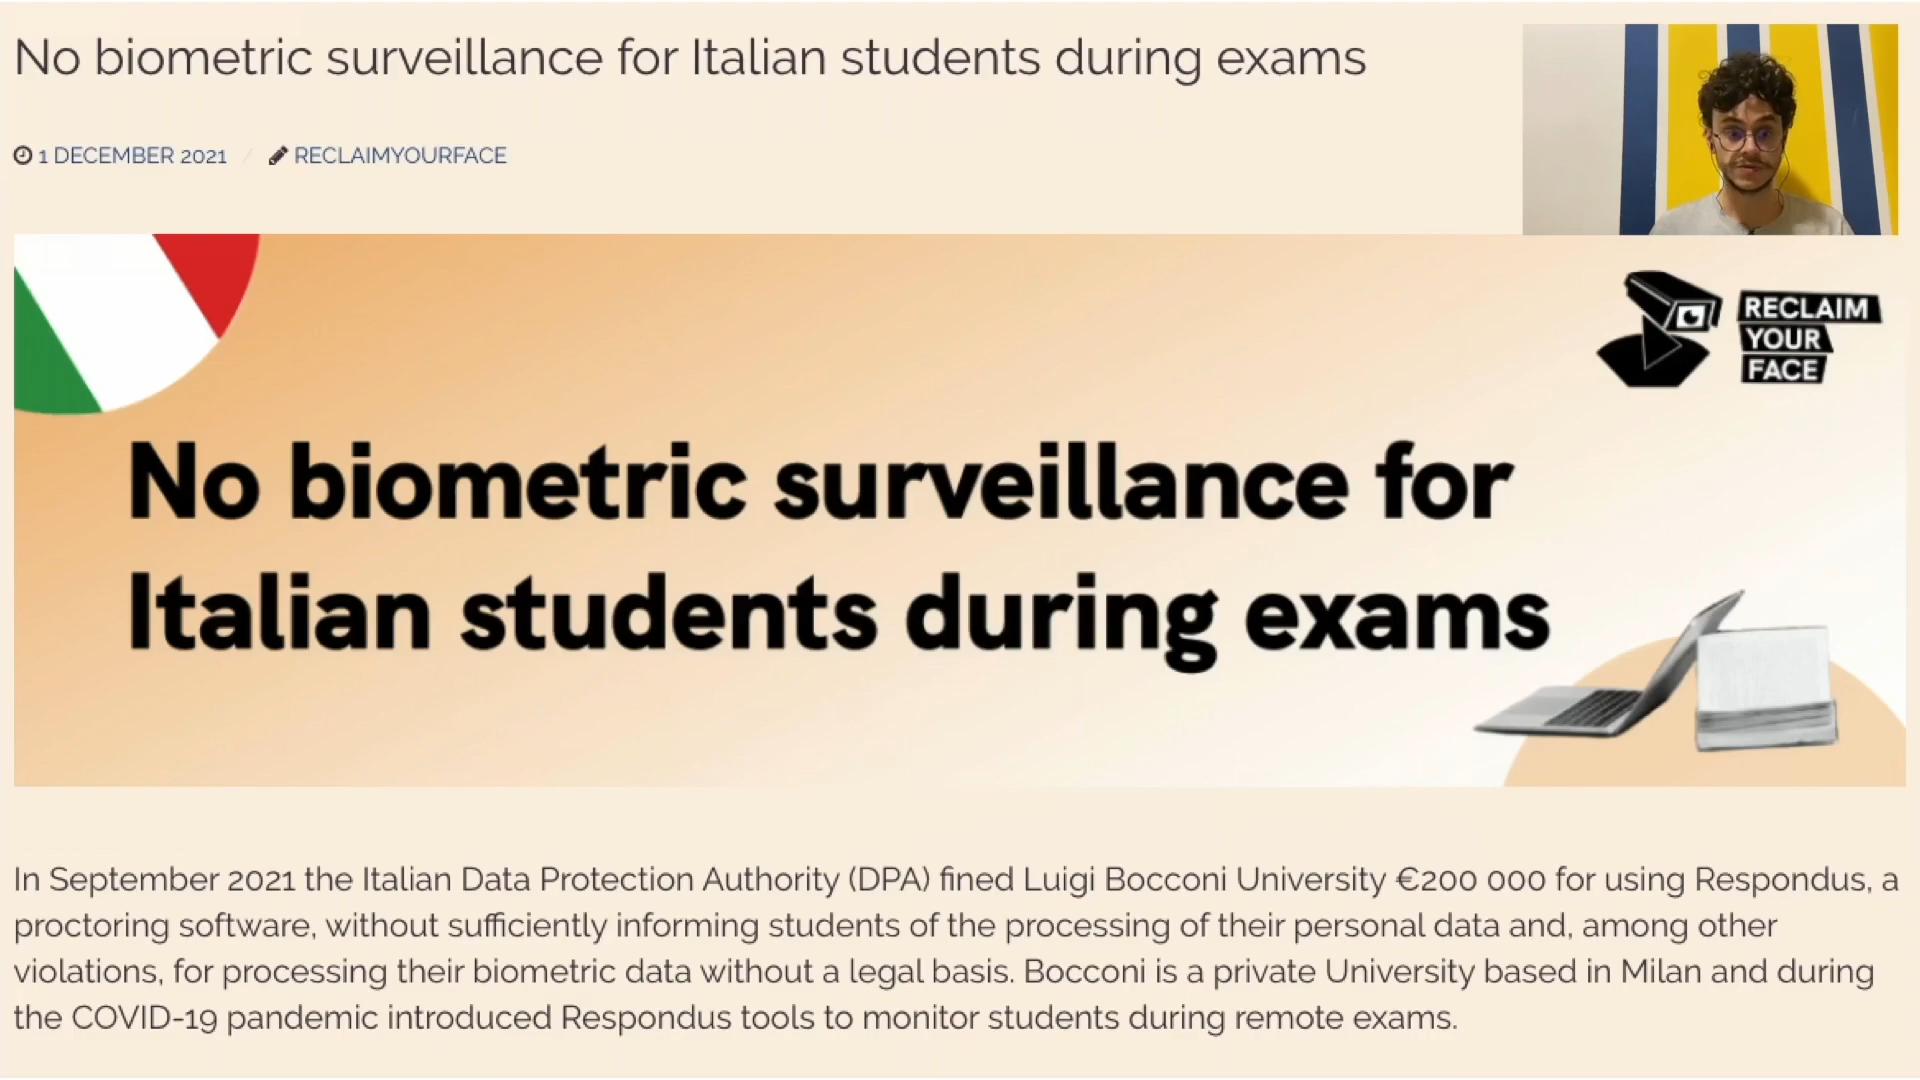 No biometric surveillance for Italian students during exams
1 DECEMBER 2021 / RECLAIMYOURFACE
RECLAIM
YOUR
FACE
No biometric surveillance for
Italian students during exams
In September 2021 the Italian Data Protection Authority (DPA) fined Luigi Bocconi University €200 000 for using Respondus, a
proctoring software, without sufficiently informing students of the processing of their personal data and, among other
violations, for processing their biometric data without a legal basis. Bocconi is a private University based in Milan and during
the COVID-19 pandemic introduced Respondus tools to monitor students during remote exams.